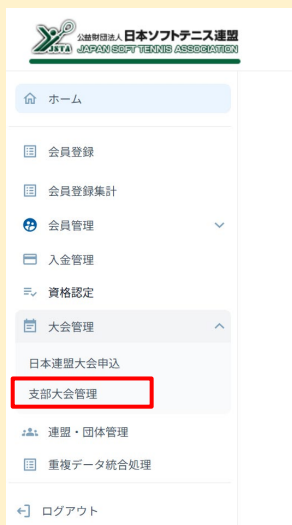 公益財団法人 日本ソフトテニス連盟
JSTA JAPAN SOFT TENNIS ASSOCIATION
ホーム
会員登録
会員登録集計
会員管理
入金管理
資格認定
大会管理
日本連盟大会申込
支部大会管理
連盟・団体管理
重複データ統合処理
ログアウト